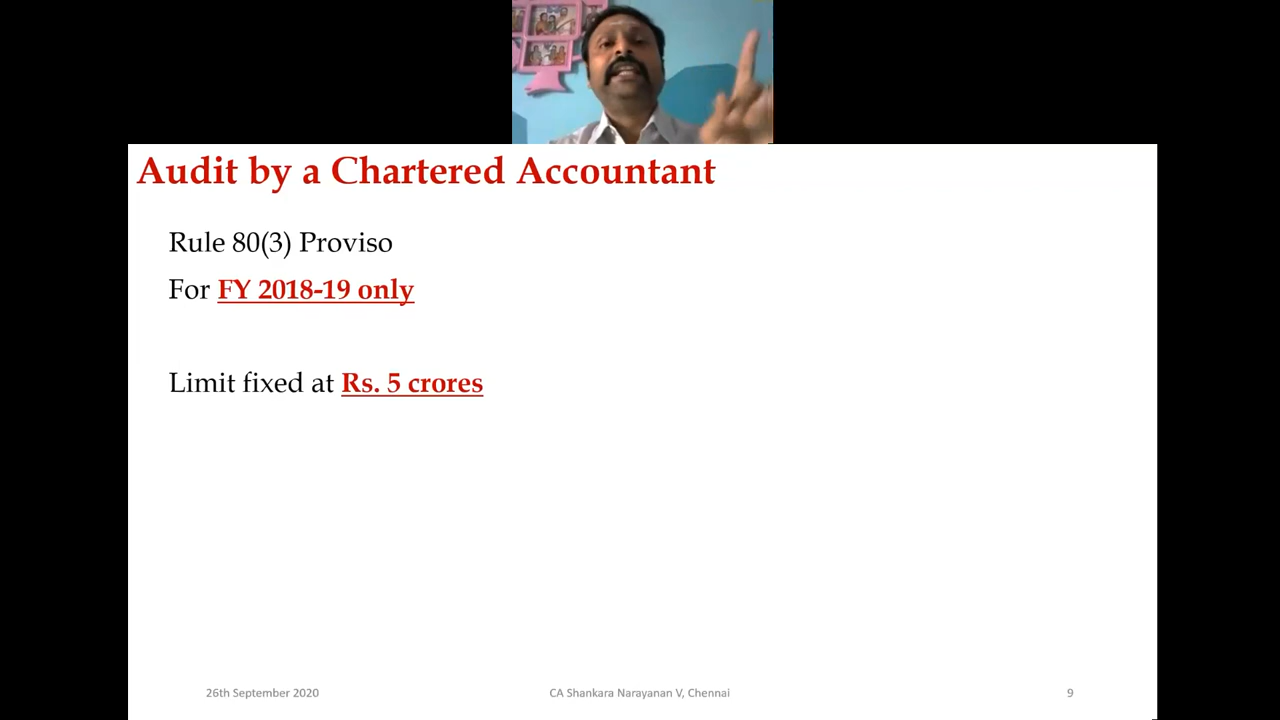 Audit by a Chartered Accountant
Rule 80(3) Proviso
For FY 2018-19 only
Limit fixed at Rs. 5 crores
26th September 2020
CA Shankara Narayanan V, Chennai
9